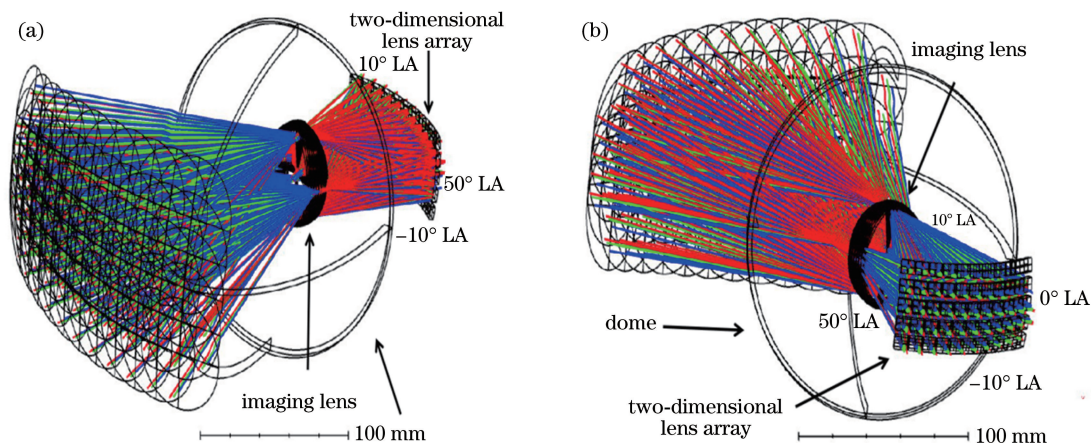 (a)
two-dimensional
lens array
10° LA
50° LA
−10° LA
imaging lens
100 mm
(b)
imaging lens
10° LA
0° LA
50° LA
dome
−10° LA
two-dimensional
lens array
100 mm